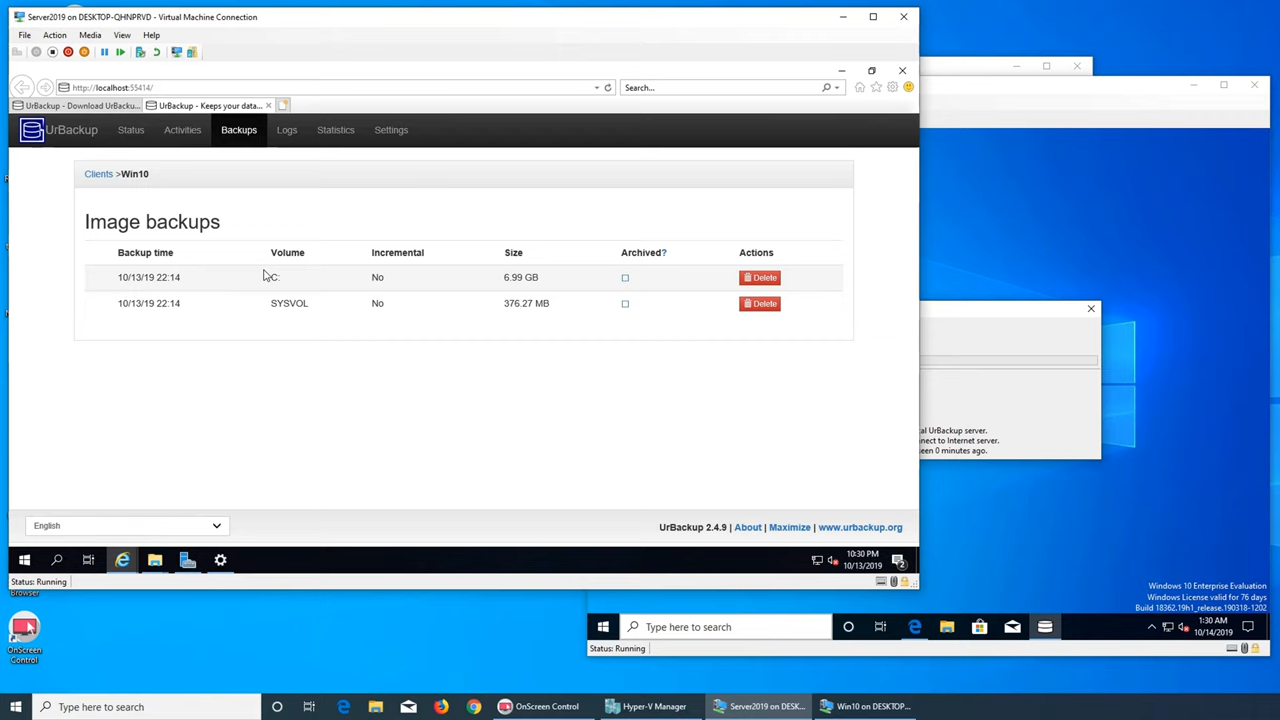 Server2019 on DESKTOP-QHNPRVD - Virtual Machine Connection
File Action Media View Help
http://localhost:55414/
Search...
UrBackup - Download UrBacku...
UrBackup - Keeps your data...
UrBackup Status Activities Backups Logs Statistics Settings
Clients >Win10
Image backups
Backup time Volume Incremental Size Archived? Actions
10/13/19 22:14 C: No 6.99 GB Delete
10/13/19 22:14 SYSVOL No 376.27 MB Delete
al UrBackup server.
nnect to Internet server.
een 0 minutes ago.
English
UrBackup 2.4.9 | About | Maximize | www.urbackup.org
10:30 PM
10/13/2019
2
Status: Running
Browser
OnScreen
Control
Windows 10 Enterprise Evaluation
Windows License valid for 76 days
Build 18362.19h1_release.190318-1202
Type here to search
1:30 AM
10/14/2019
Status: Running
Type here to search
OnScreen Control
Hyper-V Manager
Server2019 on DESK...
Win10 on DESKTOP...